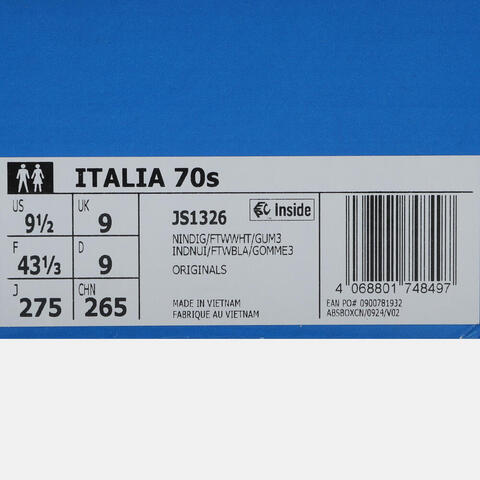 ITALIA 70s
US 9½ UK 9
F 43⅓ D 9
J 275 CHN 265
JS1326 Inside
NINDIG/FTWWHT/GUM3
INDNUI/FTWBLA/GOMME3
ORIGINALS
MADE IN VIETNAM
FABRIQUE AU VIETNAM
4 068801 748497
EAN PO# 0900781932
ABSBOXCN/0924/V02